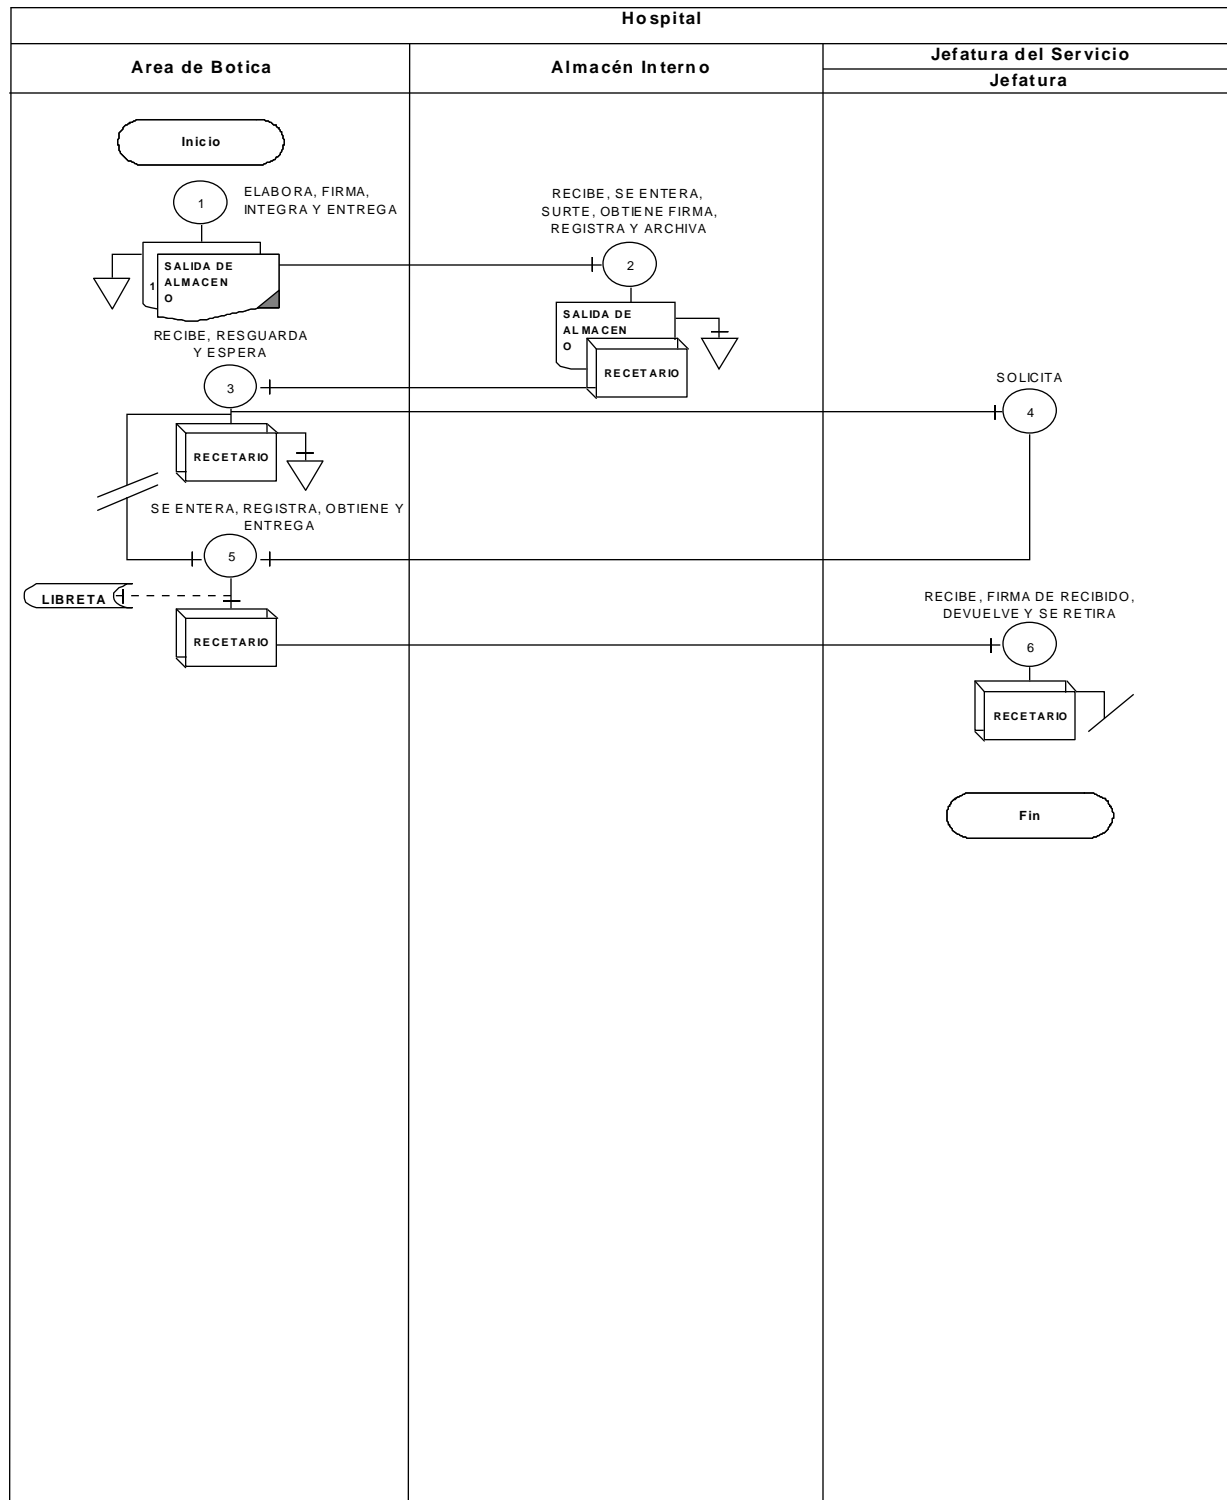 Hospital
Area de Botica
Almacén Interno
Jefatura del Servicio
Jefatura
Inicio
1
ELABORA, FIRMA,
INTEGRA Y ENTREGA
RECIBE, SE ENTERA,
SURTE, OBTIENE FIRMA,
REGISTRA Y ARCHIVA
2
SALIDA DE
1 ALMACEN
O
SALIDA DE
ALMACEN
O
RECETARIO
RECIBE, RESGUARDA
Y ESPERA
3
SOLICITA
4
RECETARIO
SE ENTERA, REGISTRA, OBTIENE Y
ENTREGA
5
LIBRETA
RECETARIO
RECIBE, FIRMA DE RECIBIDO,
DEVUELVE Y SE RETIRA
6
RECETARIO
Fin